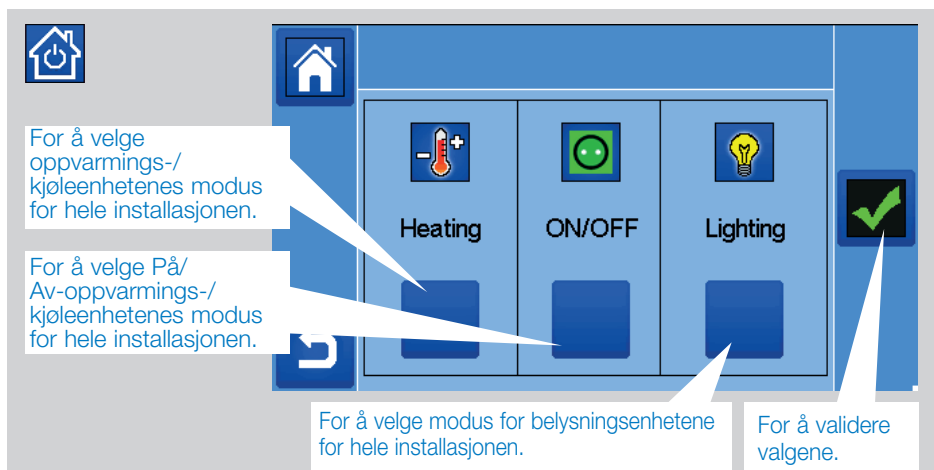 For å velge
oppvarmings-/
kjøleenhetenes modus
for hele installasjonen.
Heating
ON/OFF
Lighting
For å velge På/
Av-oppvarmings-/
kjøleenhetenes modus
for hele installasjonen.
For å velge modus for belysningsenhetene
for hele installasjonen.
For å validere
valgene.